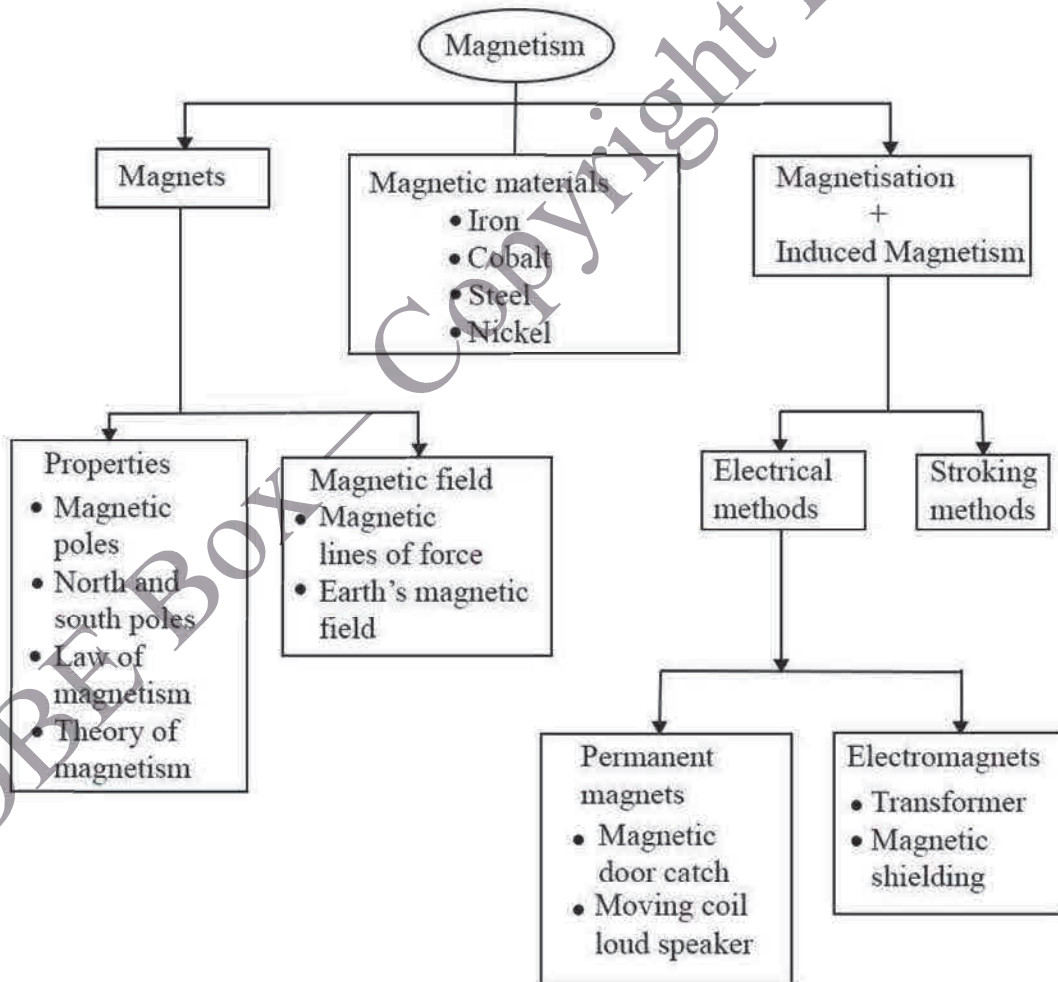 Magnetism
Magnets
Magnetic materials
• Iron
• Cobalt
• Steel
• Nickel
Magnetisation
+
Induced Magnetism
Properties
• Magnetic
poles
• North and
south poles
• Law of
magnetism
• Theory of
magnetism
Magnetic field
• Magnetic
lines of force
• Earth's magnetic
field
Electrical
methods
Stroking
methods
Permanent
magnets
• Magnetic
door catch
• Moving coil
loud speaker
Electromagnets
• Transformer
• Magnetic
shielding
Box – Copyright